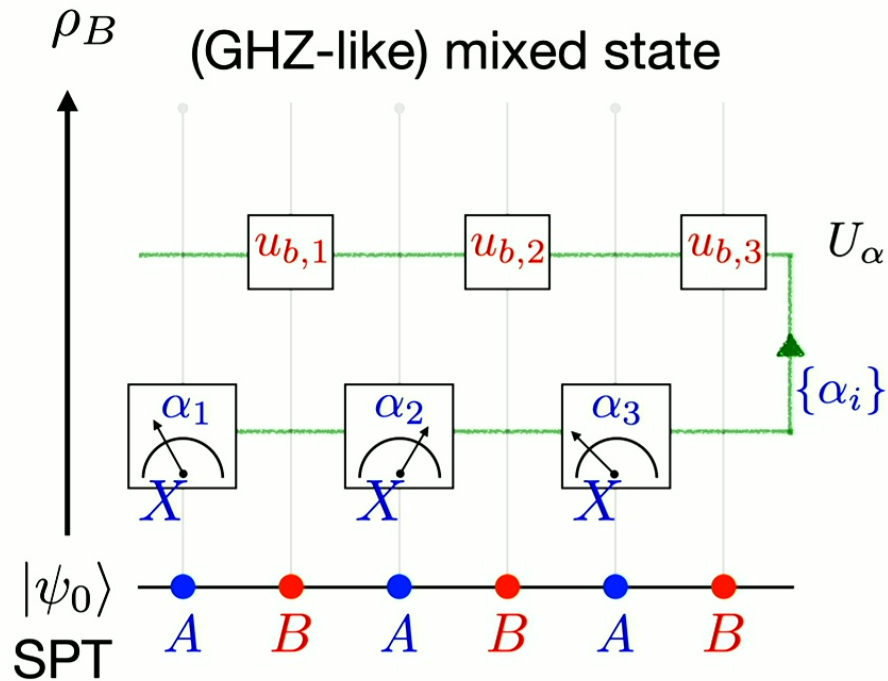 ρ_B
(GHZ-like) mixed state
u_{b,1} u_{b,2} u_{b,3} U_α
α_1 α_2 α_3 {α_i}
X X X
|ψ_0⟩
A B A B A B
SPT